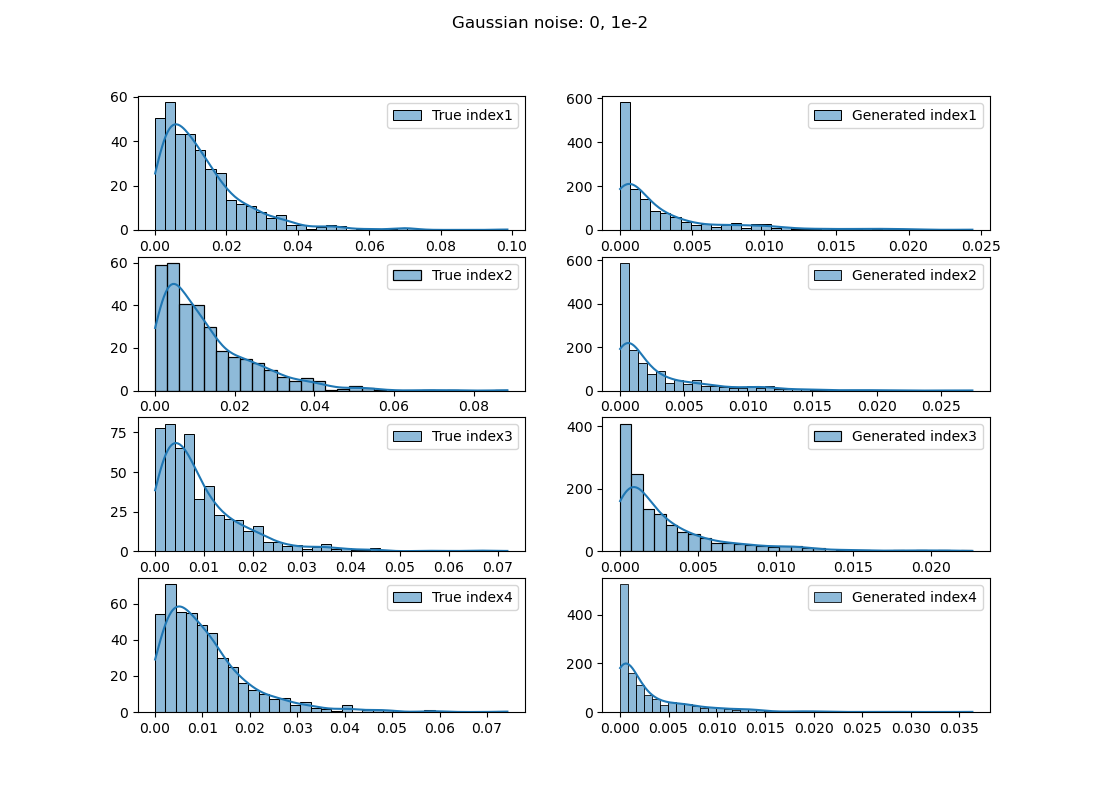 Gaussian noise: 0, 1e-2
60
40
20
0
True index1
0.00 0.02 0.04 0.06 0.08 0.10
600
400
200
0
Generated index1
0.000 0.005 0.010 0.015 0.020 0.025
60
40
20
0
True index2
0.00 0.02 0.04 0.06 0.08
600
400
200
0
Generated index2
0.000 0.005 0.010 0.015 0.020 0.025
75
50
25
0
True index3
0.00 0.01 0.02 0.03 0.04 0.05 0.06 0.07
400
200
0
Generated index3
0.000 0.005 0.010 0.015 0.020
60
40
20
0
True index4
0.00 0.01 0.02 0.03 0.04 0.05 0.06 0.07
400
200
0
Generated index4
0.000 0.005 0.010 0.015 0.020 0.025 0.030 0.035